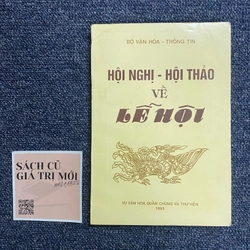 BỘ VĂN HÓA - THÔNG TIN
HỘI NGHỊ - HỘI THẢO
VỀ
LỄ HỘI
VỤ VĂN HÓA QUẦN CHÚNG VÀ THƯ VIỆN
1993
SÁCH CŨ
GIÁ TRỊ MỚI